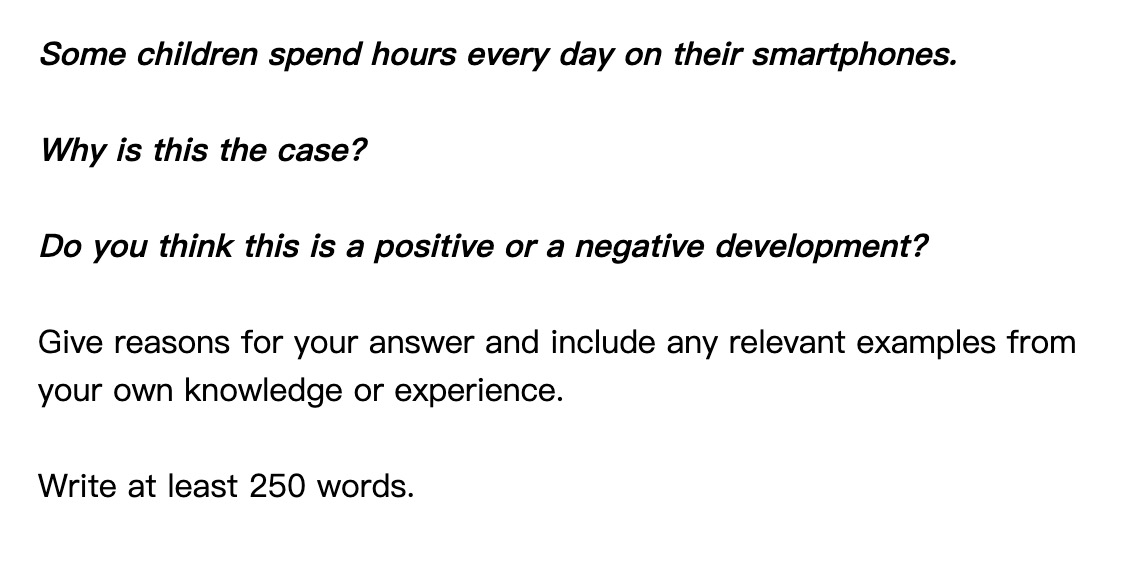 Some children spend hours every day on their smartphones.
Why is this the case?
Do you think this is a positive or a negative development?
Give reasons for your answer and include any relevant examples from
your own knowledge or experience.
Write at least 250 words.